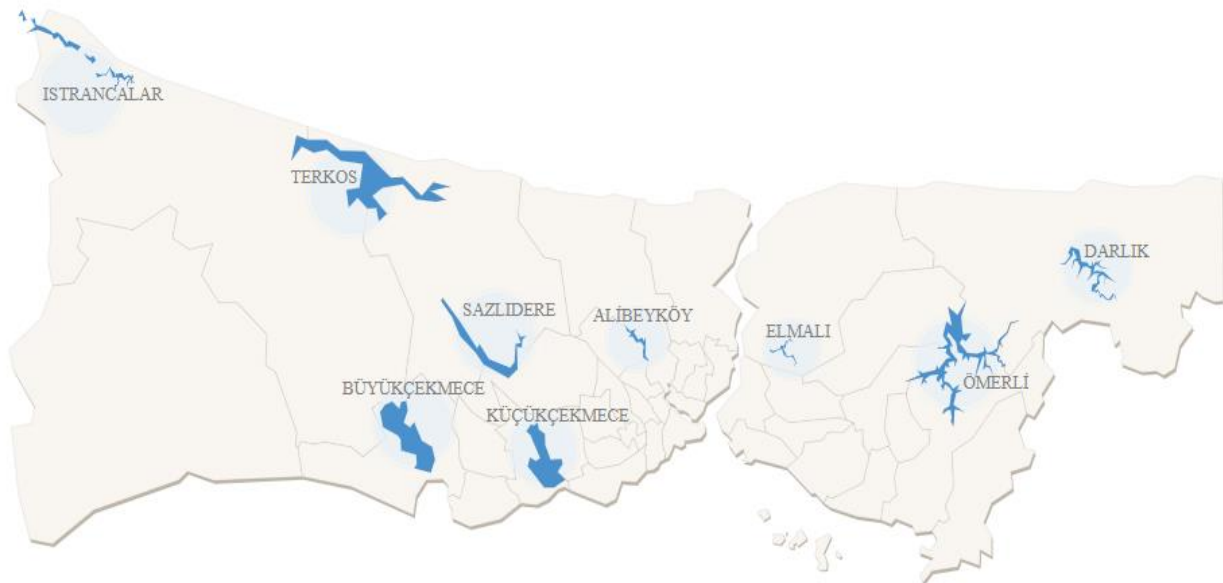 ISTRANCALAR
TERKOS
DARLIK
SAZLIDERE
ALİBEYKÖY
ELMALI
BÜYÜKÇEKMECE
ÖMERLİ
KÜÇÜKÇEKMECE